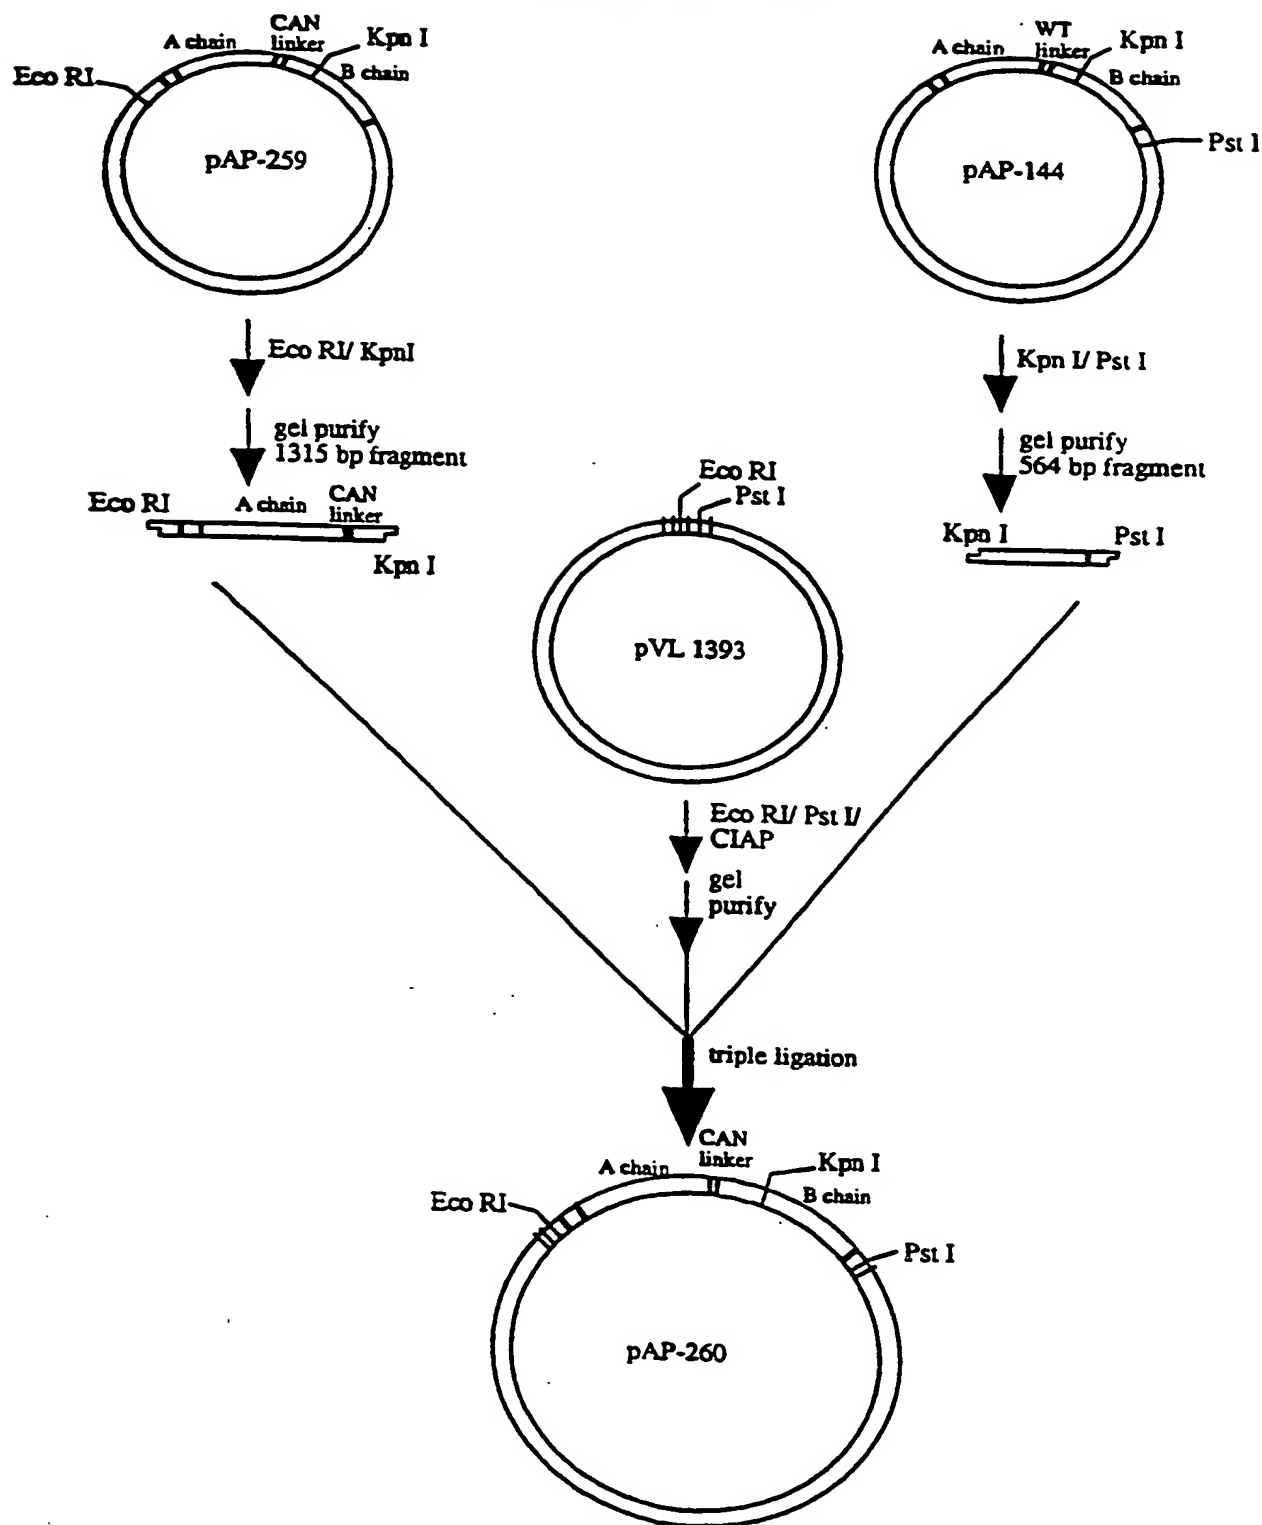 CAN
linker
A chain
Kpn I
Eco RI
B chain
pAP-259
WT
linker
A chain
Kpn I
B chain
Pst I
pAP-144
Eco RI/ KpnI
gel purify
1315 bp fragment
Eco RI
A chain
CAN
linker
Kpn I
Kpn I/ Pst I
gel purify
564 bp fragment
Kpn I
Pst I
Eco RI
Pst I
pVL 1393
Eco RI/ Pst I/
CIAP
gel
purify
triple ligation
CAN
linker
A chain
Kpn I
Eco RI
B chain
Pst I
pAP-260